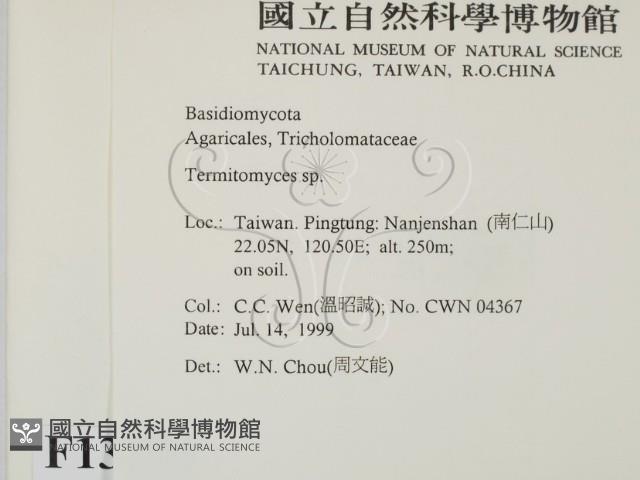 國立自然科學博物館
NATIONAL MUSEUM OF NATURAL SCIENCE
TAICHUNG, TAIWAN, R.O.CHINA
Basidiomycota
Agaricales, Tricholomataceae
Termitomyces sp.
Loc.: Taiwan. Pingtung: Nanjenshan (南仁山)
22.05N, 120.50E; alt. 250m;
on soil.
Col.: C.C. Wen(溫昭誠); No. CWN 04367
Date: Jul. 14, 1999
Det.: W.N. Chou(周文能)
國立自然科學博物館
NATIONAL MUSEUM OF NATURAL SCIENCE